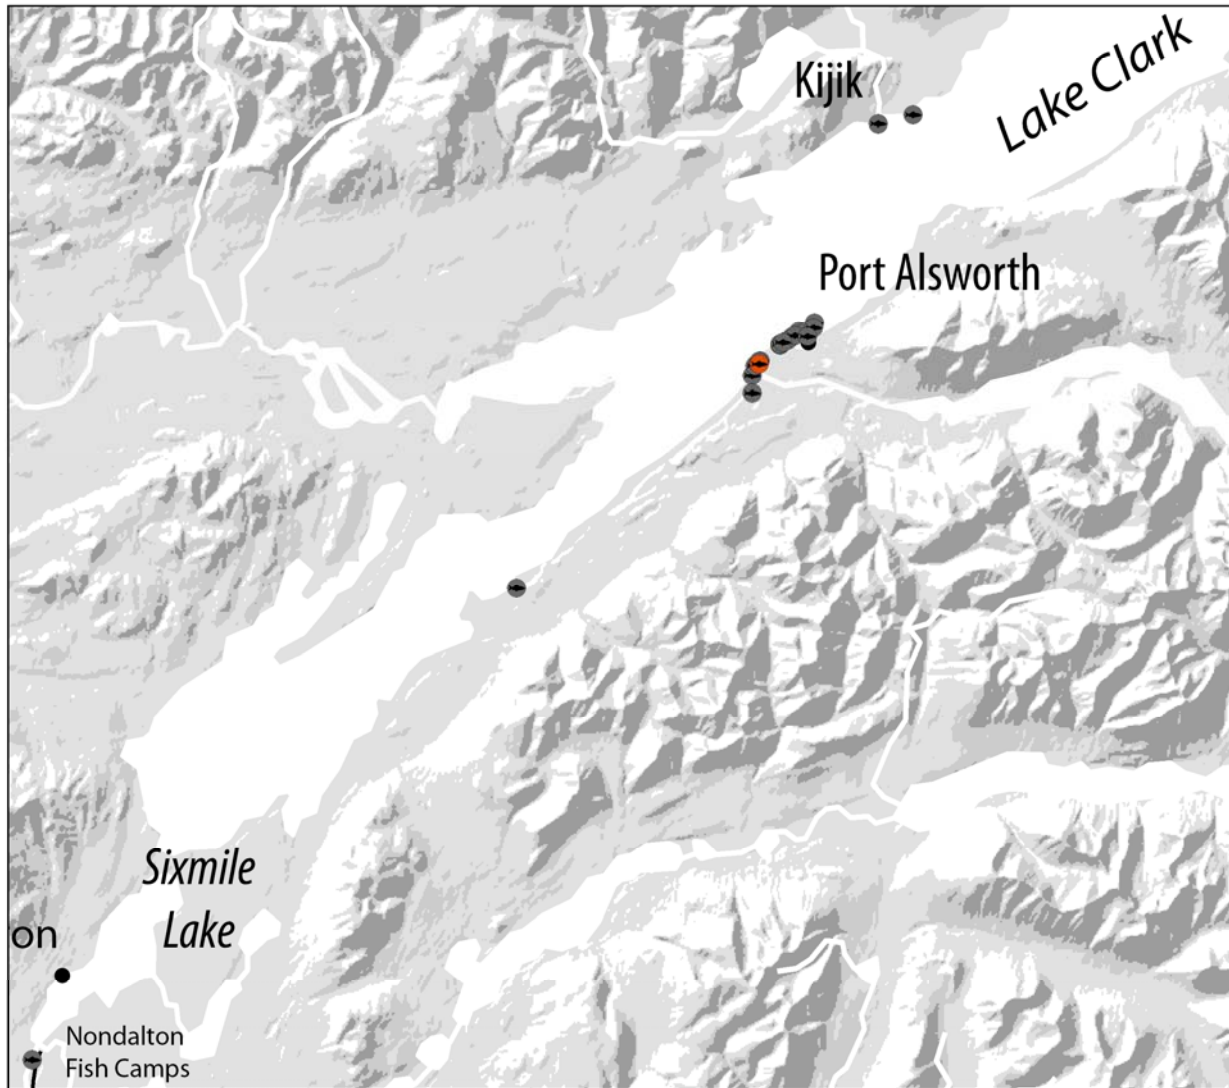 Kijik
Lake Clark
Port Alsworth
Sixmile
Lake
on
Nondalton
Fish Camps